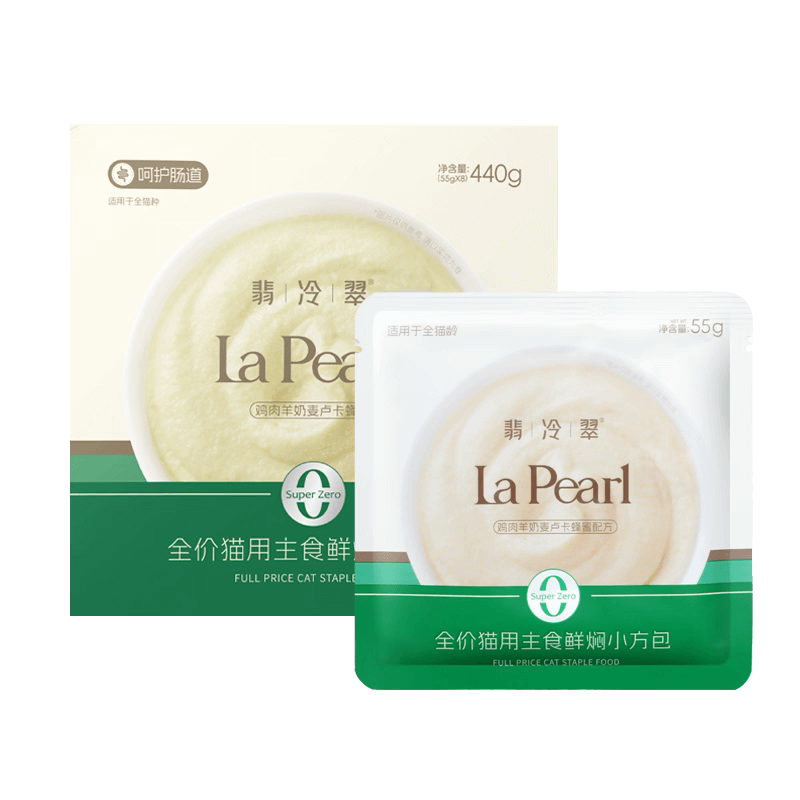 呵护肠道
适用于全猫种
净含量:
(55gX8)
440g
翡冷翠®
La Pea
鸡肉羊奶麦卢卡蜂
Super Zero
全价猫用主食鲜
FULL PRICE CAT STAPLE
适用于全猫龄
净含量:55g
翡冷翠®
La Pearl
鸡肉羊奶麦卢卡蜂蜜配方
Super Zero
全价猫用主食鲜焖小方包
FULL PRICE CAT STAPLE FOOD